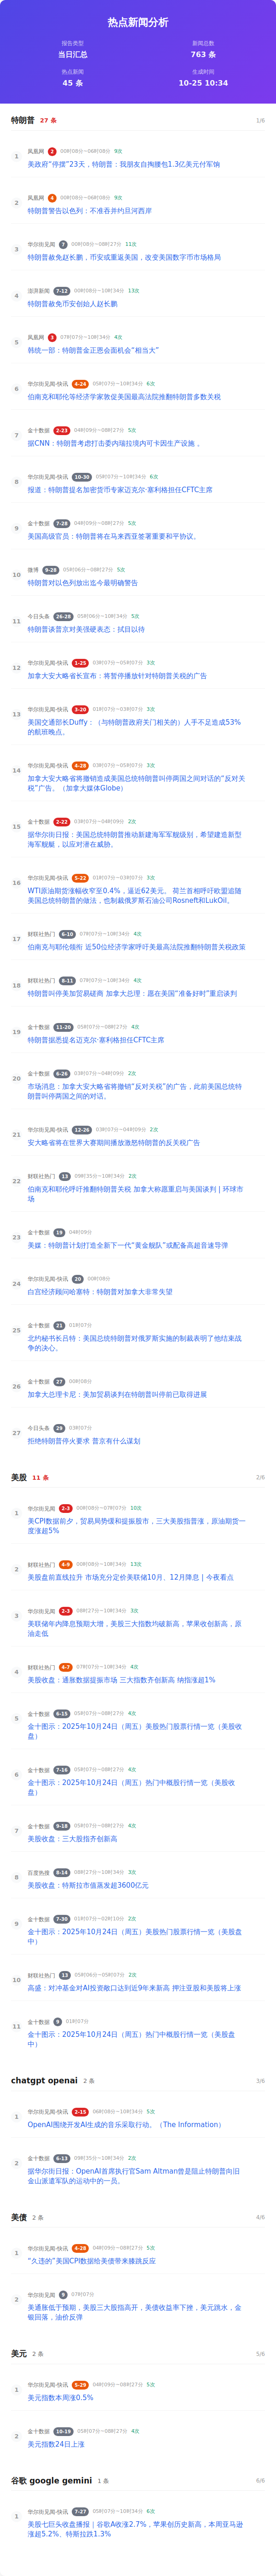 热点新闻分析
报告类型
新闻总数
当日汇总
763 条
热点新闻
生成时间
45 条
10-25 10:34
特朗普 27 条 1/6
1
凤凰网 2 00时08分~06时08分 9次
美政府“停摆”23天，特朗普：我朋友自掏腰包1.3亿美元付军饷
2
凤凰网 4 00时08分~06时08分 9次
特朗普警告以色列：不准吞并约旦河西岸
3
华尔街见闻 7 00时08分~08时27分 11次
特朗普赦免赵长鹏，币安或重返美国，改变美国数字货币市场格局
4
澎湃新闻 7-12 00时08分~10时34分 13次
特朗普赦免币安创始人赵长鹏
5
凤凰网 3 07时07分~10时34分 4次
韩统一部：特朗普金正恩会面机会“相当大”
6
华尔街见闻-快讯 4-24 05时07分~10时34分 6次
伯南克和耶伦等经济学家敦促美国最高法院推翻特朗普多数关税
7
金十数据 2-23 04时09分~08时27分 5次
据CNN：特朗普考虑打击委内瑞拉境内可卡因生产设施 。
8
华尔街见闻-快讯 10-30 05时07分~10时34分 6次
报道：特朗普提名加密货币专家迈克尔·塞利格担任CFTC主席
9
金十数据 7-28 04时09分~08时27分 5次
美国高级官员：特朗普将在马来西亚签署重要和平协议。
10
微博 9-28 05时06分~08时27分 5次
特朗普对以色列放出迄今最明确警告
11
今日头条 26-28 05时06分~10时34分 5次
特朗普谈普京对美强硬表态：拭目以待
12
华尔街见闻-快讯 1-25 03时07分~05时07分 3次
加拿大安大略省长宣布：将暂停播放针对特朗普关税的广告
13
华尔街见闻-快讯 3-20 01时07分~03时07分 3次
美国交通部长Duffy：（与特朗普政府关门相关的）人手不足造成53%
的航班晚点。
14
华尔街见闻-快讯 4-20 03时07分~05时07分 3次
加拿大安大略省将撤销造成美国总统特朗普叫停两国之间对话的“反对关
税”广告。（加拿大媒体Globe）
15
金十数据 2-22 03时07分~04时09分 2次
据华尔街日报：美国总统特朗普推动新建海军军舰级别，希望建造新型
海军舰艇，以应对潜在威胁。
16
华尔街见闻-快讯 5-22 01时07分~03时07分 3次
WTI原油期货涨幅收窄至0.4%，逼近62美元。 荷兰首相呼吁欧盟追随
美国总统特朗普的做法，也制裁俄罗斯石油公司Rosneft和LukOil。
17
财联社热门 6-10 07时07分~10时34分 4次
伯南克与耶伦领衔 近50位经济学家呼吁美最高法院推翻特朗普关税政策
18
财联社热门 8-11 07时07分~10时34分 4次
特朗普叫停美加贸易磋商 加拿大总理：愿在美国“准备好时”重启谈判
19
金十数据 11-20 05时07分~08时27分 4次
特朗普据悉提名迈克尔·塞利格担任CFTC主席
20
金十数据 6-26 03时07分~04时09分 2次
市场消息：加拿大安大略省将撤销“反对关税”的广告，此前美国总统特
朗普叫停两国之间的对话。
21
华尔街见闻-快讯 12-26 03时07分~04时09分 2次
安大略省将在世界大赛期间播放激怒特朗普的反关税广告
22
财联社热门 13 09时35分~10时34分 2次
伯南克和耶伦呼吁推翻特朗普关税 加拿大称愿重启与美国谈判 | 环球市
场
23
金十数据 19 04时09分
美媒：特朗普计划打造全新下一代“黄金舰队”或配备高超音速导弹
24
华尔街见闻-快讯 20 00时08分
白宫经济顾问哈塞特：特朗普对加拿大非常失望
25
金十数据 21 01时07分
北约秘书长吕特：美国总统特朗普对俄罗斯实施的制裁表明了他结束战
争的决心。
26
金十数据 27 00时08分
加拿大总理卡尼：美加贸易谈判在特朗普叫停前已取得进展
27
今日头条 29 03时07分
拒绝特朗普停火要求 普京有什么谋划
美股 11 条 2/6
1
华尔街见闻 2-3 00时08分~07时07分 10次
美CPI数据前夕，贸易局势缓和提振股市，三大美股指普涨，原油期货一
度涨超5%
2
财联社热门 4-9 00时08分~10时34分 13次
美股盘前直线拉升 市场充分定价美联储10月、12月降息 | 今夜看点
3
华尔街见闻 2-3 08时27分~10时34分 3次
美联储年内降息预期大增，美股三大股指均破新高，苹果收创新高，原
油走低
4
财联社热门 4-7 07时07分~10时34分 4次
美股收盘：通胀数据提振市场 三大指数齐创新高 纳指涨超1%
5
金十数据 6-15 05时07分~08时27分 4次
金十图示：2025年10月24日（周五）美股热门股票行情一览（美股收
盘）
6
金十数据 7-16 05时07分~08时27分 4次
金十图示：2025年10月24日（周五）热门中概股行情一览（美股收
盘）
7
金十数据 9-18 05时07分~08时27分 4次
美股收盘：三大股指齐创新高
8
百度热搜 8-14 08时27分~10时34分 3次
美股收盘：特斯拉市值蒸发超3600亿元
9
金十数据 7-30 01时07分~02时10分 2次
金十图示：2025年10月24日（周五）美股热门股票行情一览（美股盘
中）
10
财联社热门 13 05时06分~05时07分 2次
高盛：对冲基金对AI投资敞口达到近9年来新高 押注亚股和美股将上涨
11
金十数据 9 01时07分
金十图示：2025年10月24日（周五）热门中概股行情一览（美股盘
中）
chatgpt openai 2 条 3/6
1
华尔街见闻-快讯 2-15 06时08分~10时34分 5次
OpenAI围绕开发AI生成的音乐采取行动。（The Information）
2
金十数据 6-13 09时35分~10时34分 2次
据华尔街日报：OpenAI首席执行官Sam Altman曾是阻止特朗普向旧
金山派遣军队的运动中的一员。
美债 2 条 4/6
1
华尔街见闻-快讯 4-28 04时09分~08时27分 5次
“久违的”美国CPI数据给美债带来膝跳反应
2
华尔街见闻 9 07时07分
美通胀低于预期，美股三大股指高开，美债收益率下挫，美元跳水，金
银回落，油价反弹
美元 2 条 5/6
1
华尔街见闻-快讯 5-29 04时09分~08时27分 5次
美元指数本周涨0.5%
2
金十数据 10-19 05时07分~08时27分 4次
美元指数24日上涨
谷歌 google gemini 1 条 6/6
1
华尔街见闻-快讯 7-27 05时07分~10时34分 6次
美股七巨头收盘播报｜谷歌A收涨2.7%，苹果创历史新高，本周亚马逊
涨超5.2%、特斯拉跌1.3%